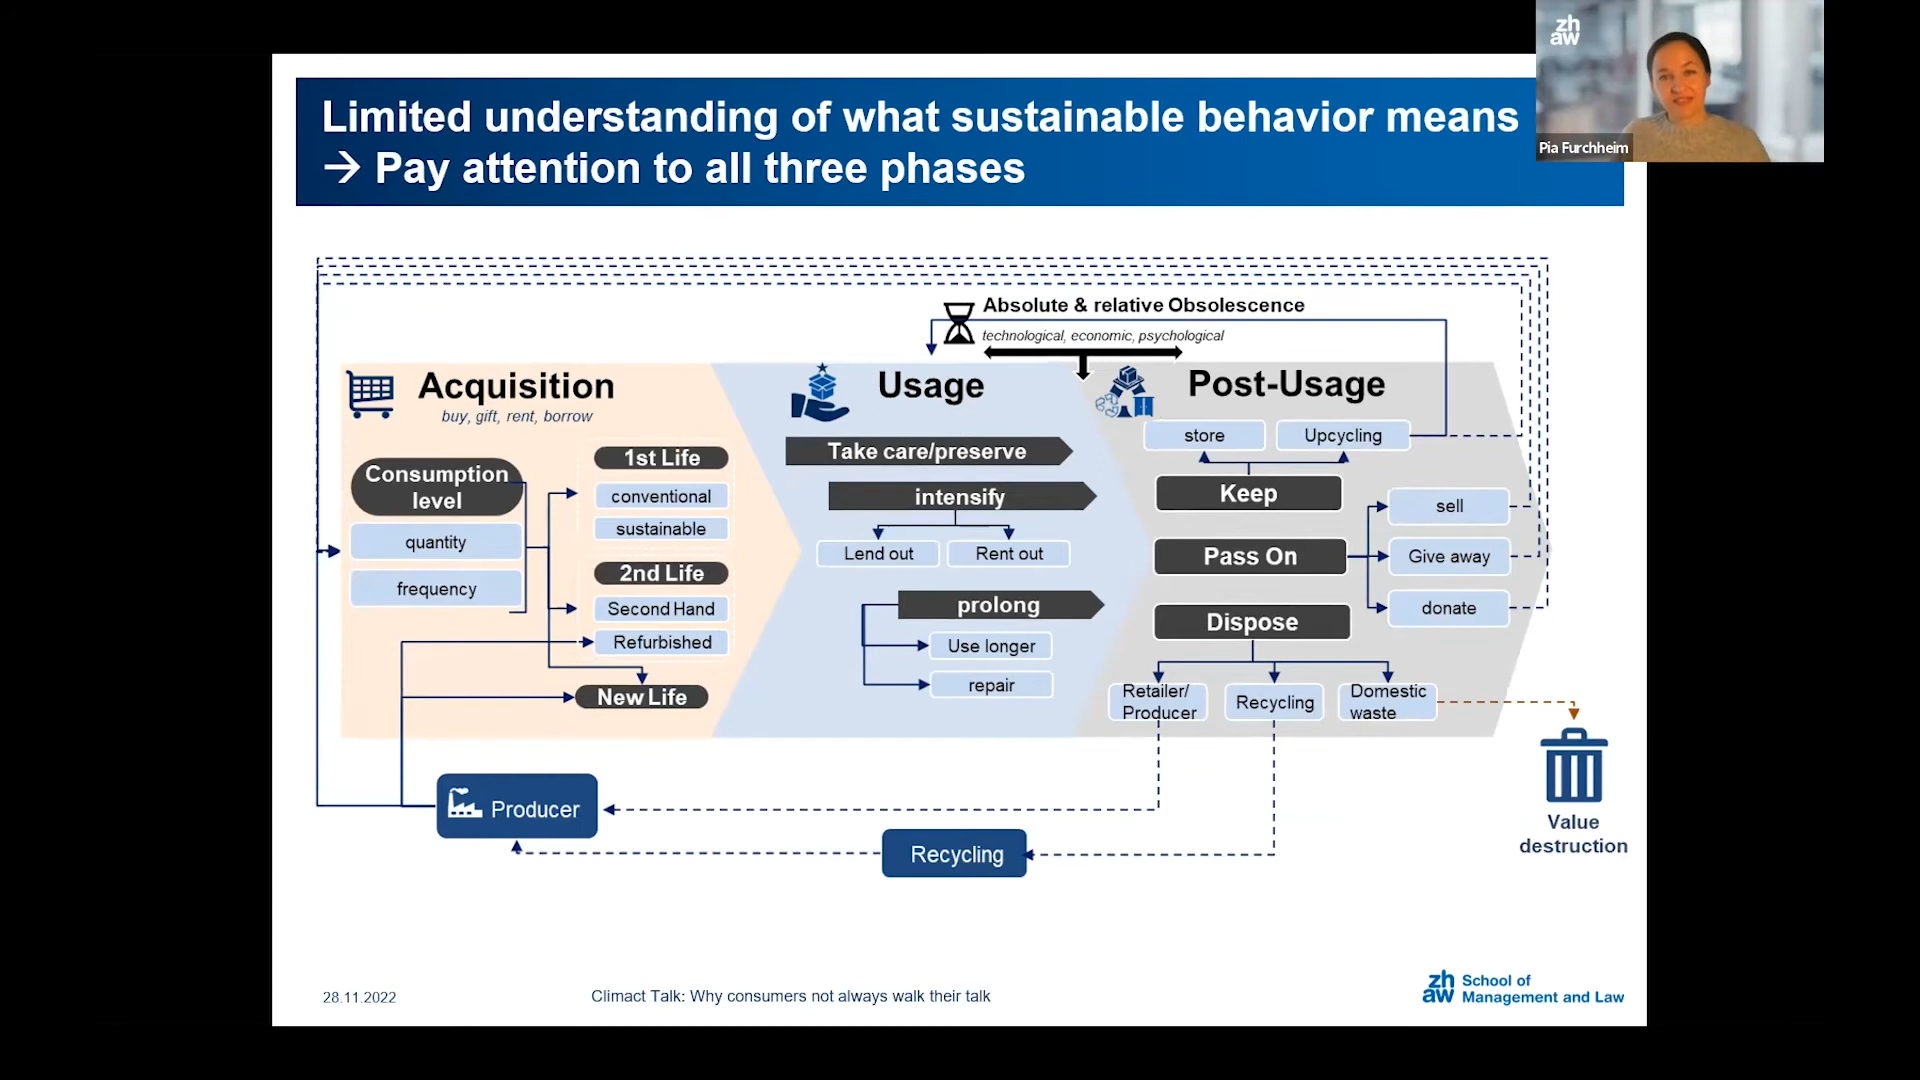 zh
aw
Pia Furchheim
Limited understanding of what sustainable behavior means
→ Pay attention to all three phases
Absolute & relative Obsolescence
technological, economic, psychological
Acquisition
buy, gift, rent, borrow
Consumption
level
quantity
frequency
1st Life
conventional
sustainable
2nd Life
Second Hand
Refurbished
New Life
Usage
Take care/preserve
intensify
Lend out
Rent out
prolong
Use longer
repair
Post-Usage
store
Upcycling
Keep
Pass On
sell
Give away
donate
Dispose
Retailer/
Producer
Recycling
Domestic
waste
Producer
Recycling
Value
destruction
28.11.2022
Climact Talk: Why consumers not always walk their talk
zh
aw
School of
Management and Law